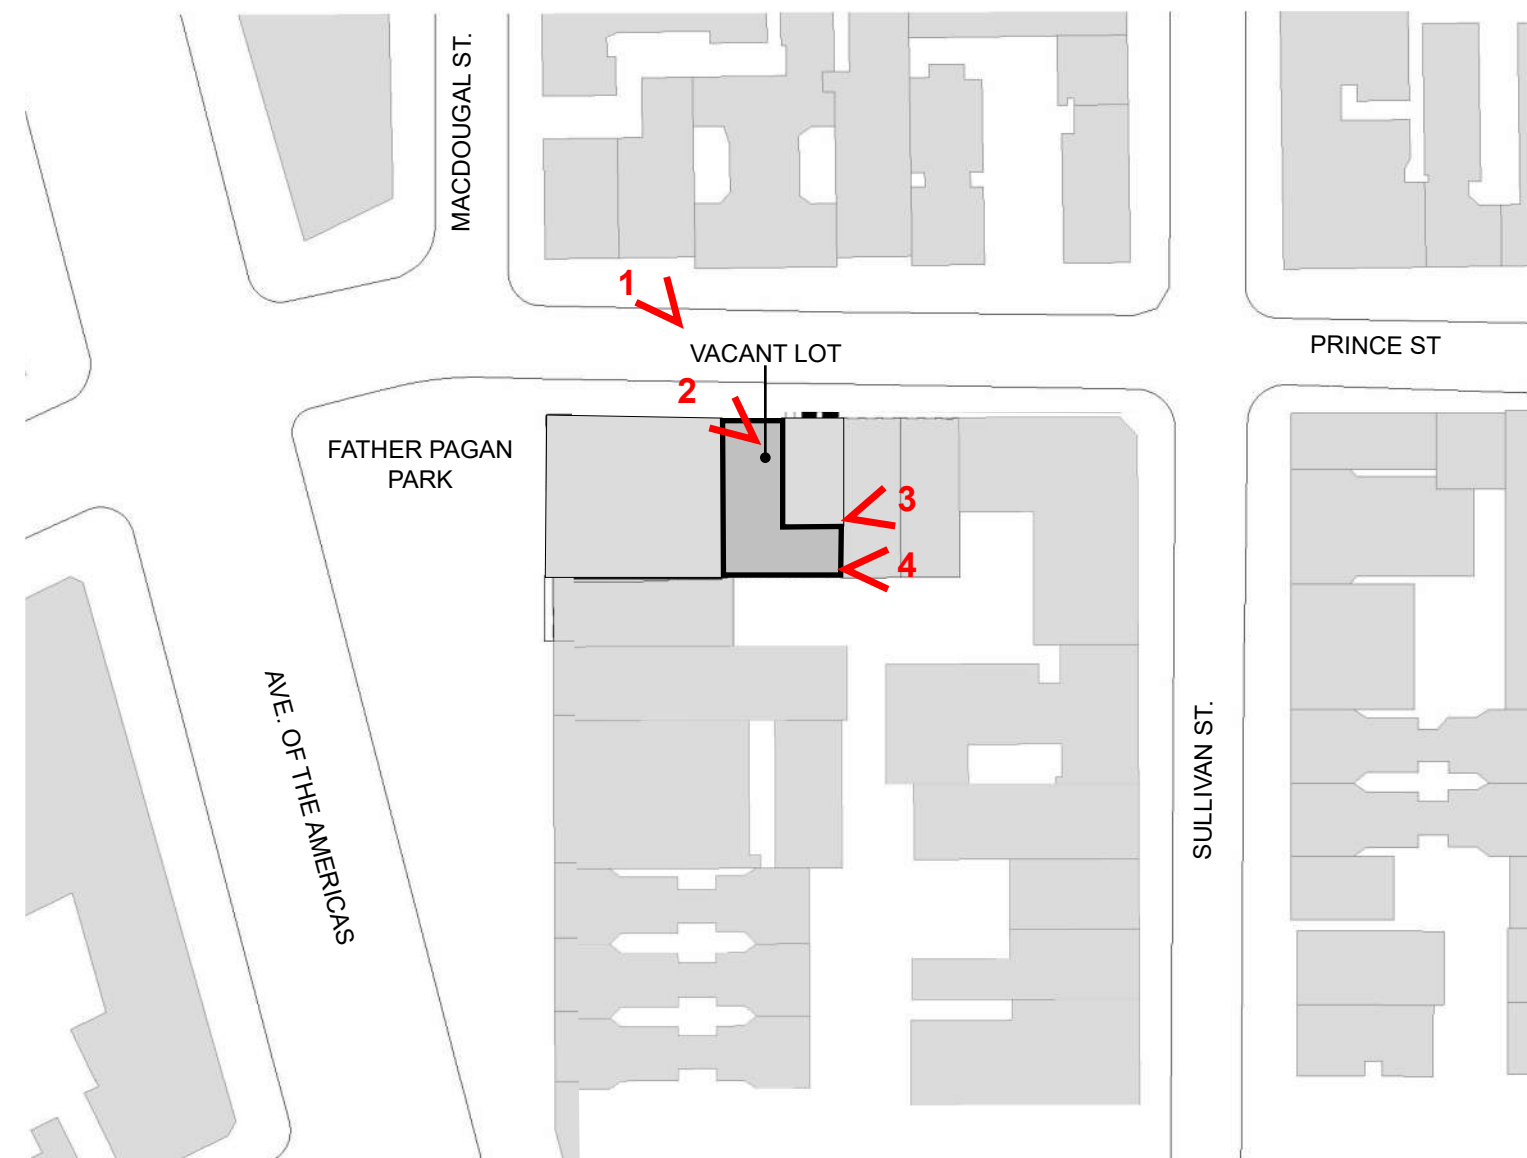 MACDOUGAL ST.
1
VACANT LOT
PRINCE ST
2
FATHER PAGAN
PARK
3
4
AVE. OF THE AMERICAS
SULLIVAN ST.